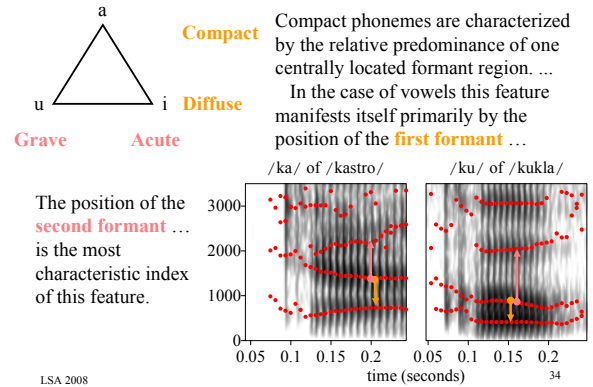 a
Compact
u
i
Diffuse
Grave
Acute
Compact phonemes are characterized
by the relative predominance of one
centrally located formant region. ...
In the case of vowels this feature
manifests itself primarily by the
position of the first formant …
The position of the
second formant …
is the most
characteristic index
of this feature.
/ka/ of /kastro/
/ku/ of /kukla/
3000
2000
1000
0
0.05 0.1 0.15 0.2
0.05 0.1 0.15 0.2
time (seconds)
LSA 2008
34